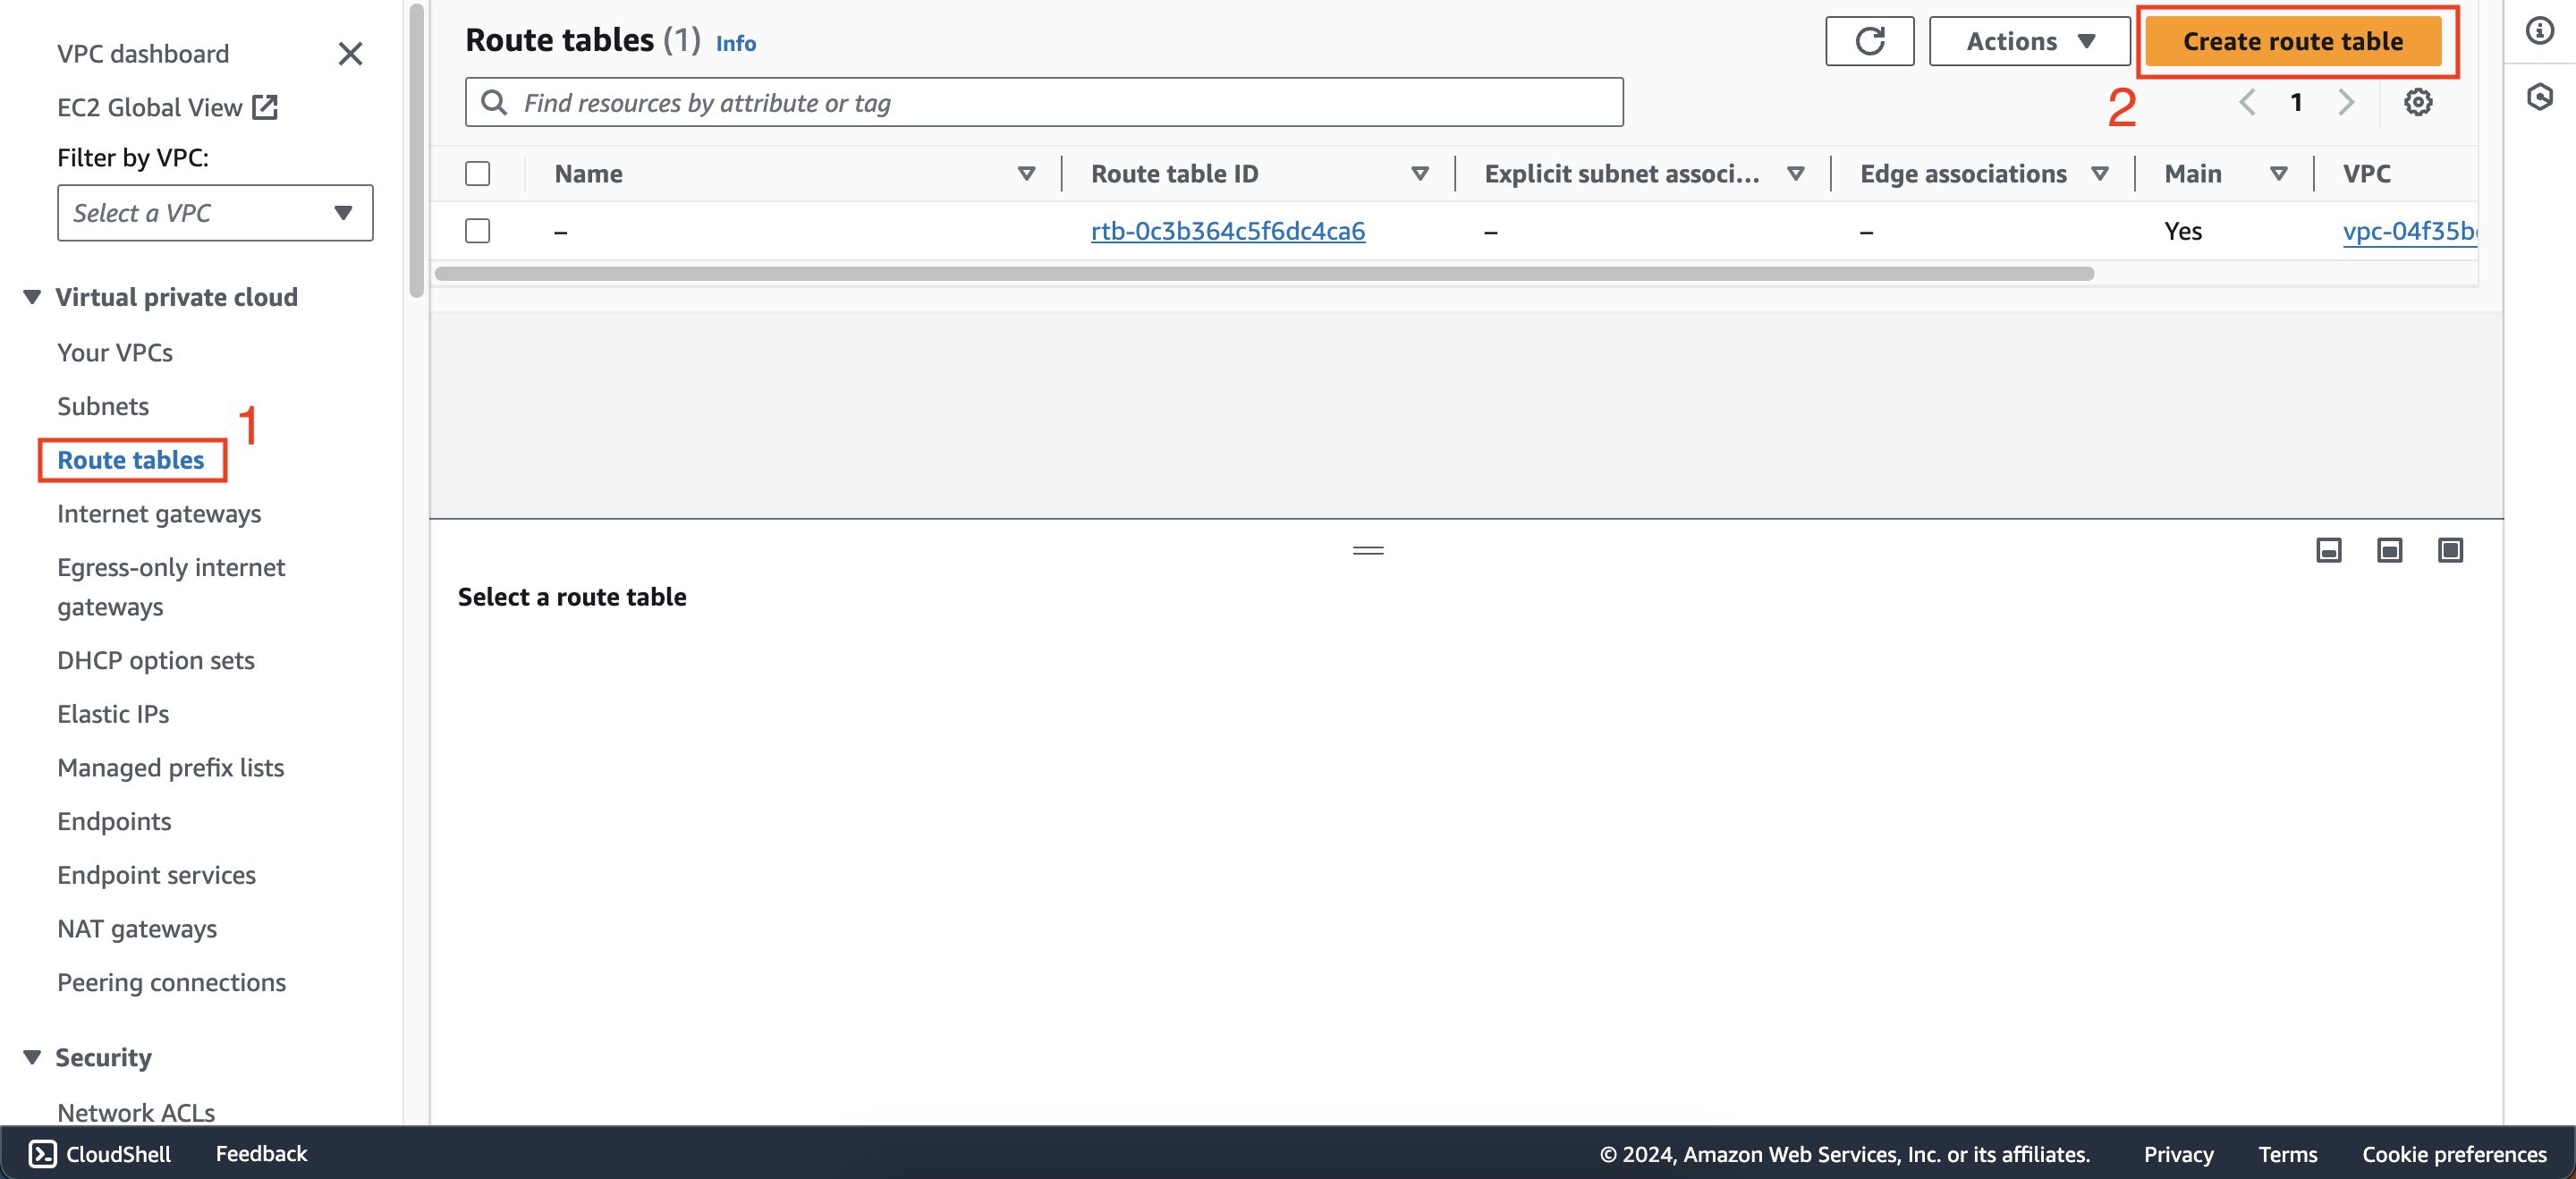 VPC dashboard
EC2 Global View
Filter by VPC:
Select a VPC
Virtual private cloud
Your VPCs
Subnets
1
Route tables
Internet gateways
Egress-only internet
gateways
DHCP option sets
Elastic IPs
Managed prefix lists
Endpoints
Endpoint services
NAT gateways
Peering connections
Security
Network ACLs
Route tables (1) Info
Actions
Create route table
Find resources by attribute or tag
2
1
Name Route table ID Explicit subnet associ... Edge associations Main VPC
– rtb-0c3b364c5f6dc4ca6 – – Yes vpc-04f35b
Select a route table
CloudShell Feedback © 2024, Amazon Web Services, Inc. or its affiliates. Privacy Terms Cookie preferences